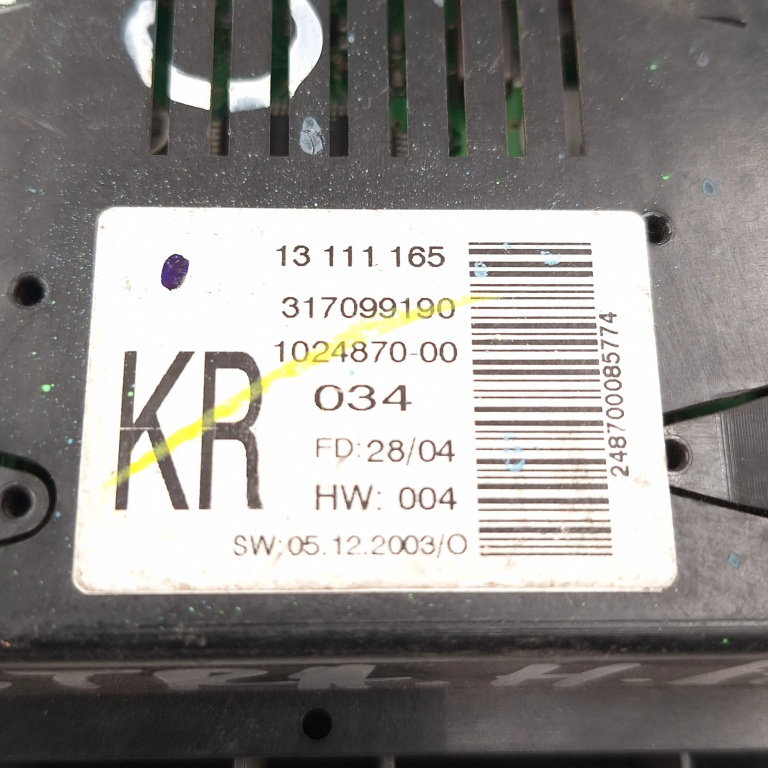 13 111 165
317099190
1024870-00
KR
034
FD: 28/04
HW: 004
SW: 05.12.2003/O
248700085774